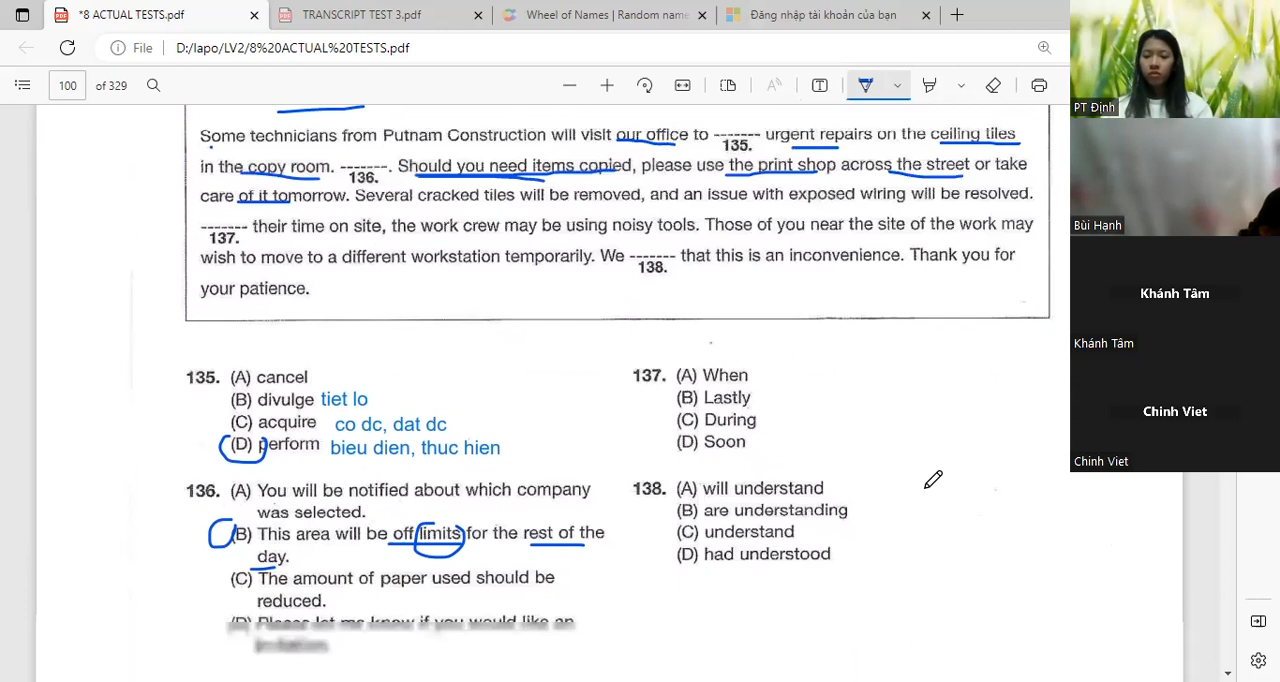 *8 ACTUAL TESTS.pdf
TRANSCRIPT TEST 3.pdf
Wheel of Names | Random name
Đăng nhập tài khoản của bạn
File
D:/lapo/LV2/8%20ACTUAL%20TESTS.pdf
100
of 329
PT Định
Some technicians from Putnam Construction will visit our office to ------- urgent repairs on the ceiling tiles
135.
in the copy room. -------. Should you need items copied, please use the print shop across the street or take
136.
care of it tomorrow. Several cracked tiles will be removed, and an issue with exposed wiring will be resolved.
------- their time on site, the work crew may be using noisy tools. Those of you near the site of the work may
137.
wish to move to a different workstation temporarily. We ------- that this is an inconvenience. Thank you for
138.
your patience.
Bùi Hạnh
Khánh Tâm
Khánh Tâm
Chinh Viet
Chinh Viet
135. (A) cancel
(B) divulge tiet lo
(C) acquire co dc, dat dc
(D) perform bieu dien, thuc hien
136. (A) You will be notified about which company
was selected.
(B) This area will be off limits for the rest of the
day.
(C) The amount of paper used should be
reduced.
(D) Please let me know if you would like an
137. (A) When
(B) Lastly
(C) During
(D) Soon
138. (A) will understand
(B) are understanding
(C) understand
(D) had understood